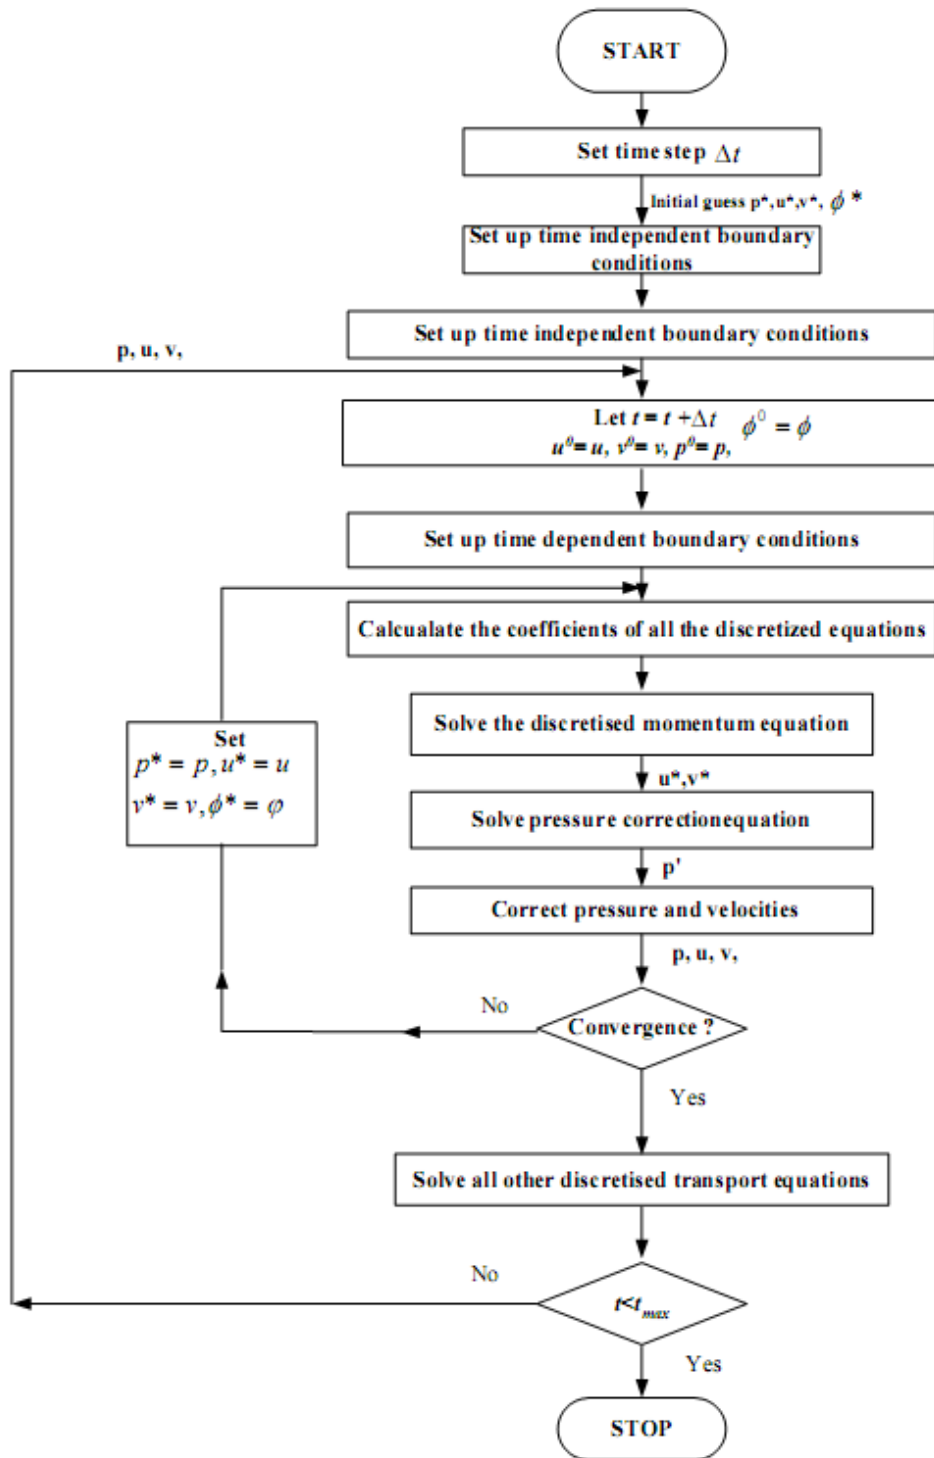 START
Set time step Δt
Initial guess p*,u*,v*, ϕ *
Set up time independent boundary
conditions
Set up time independent boundary conditions
p, u, v,
Let t = t +Δt ϕ⁰ = ϕ
u⁰= u, v⁰= v, p⁰= p,
Set up time dependent boundary conditions
Calcualate the coefficients of all the discretized equations
Solve the discretised momentum equation
Set
p* = p, u* = u
v* = v, ϕ* = φ
u*,v*
Solve pressure correctionequation
p'
Correct pressure and velocities
p, u, v,
No
Convergence ?
Yes
Solve all other discretised transport equations
No
t<t_max
Yes
STOP